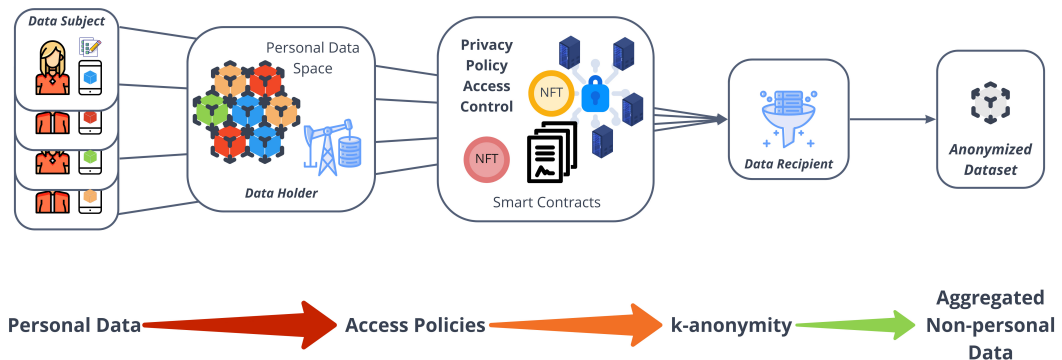 Data Subject
Personal Data
Space
Data Holder
Privacy
Policy
Access
Control
NFT
NFT
Smart Contracts
Data Recipient
Anonymized
Dataset
Personal Data
Access Policies
k-anonymity
Aggregated
Non-personal
Data